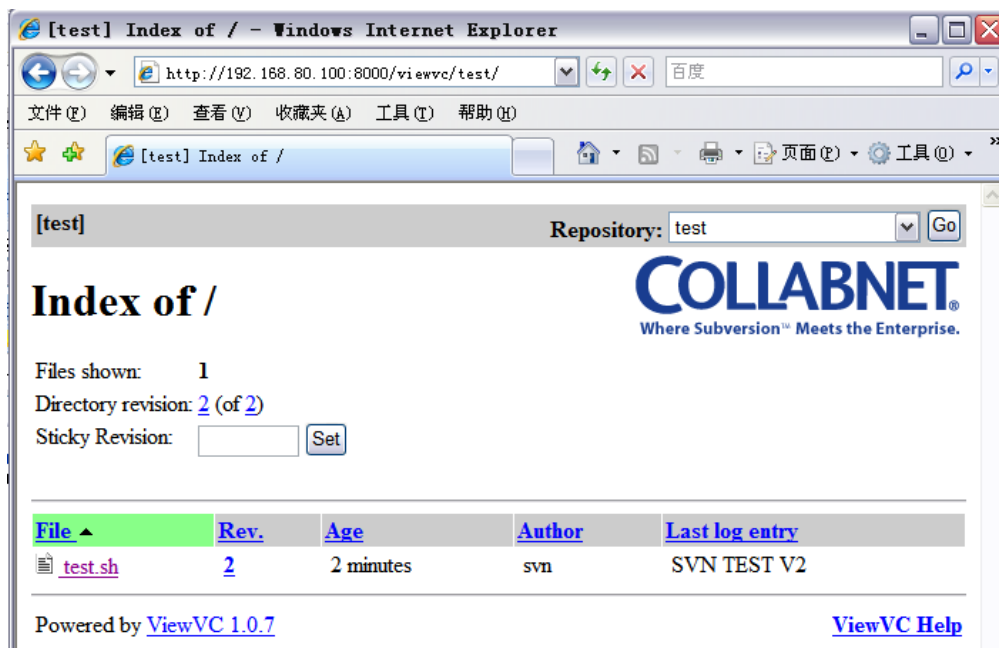 [test] Index of / - Windows Internet Explorer
http://192.168.80.100:8000/viewvc/test/ 百度
文件(F) 编辑(E) 查看(V) 收藏夹(A) 工具(T) 帮助(H)
[test] Index of / 页面(P) 工具(O) »
[test] Repository: test Go
Index of /
COLLABNET®
Where Subversion™ Meets the Enterprise.
Files shown: 1
Directory revision: 2 (of 2)
Sticky Revision: Set
File Rev. Age Author Last log entry
test.sh 2 2 minutes svn SVN TEST V2
Powered by ViewVC 1.0.7 ViewVC Help